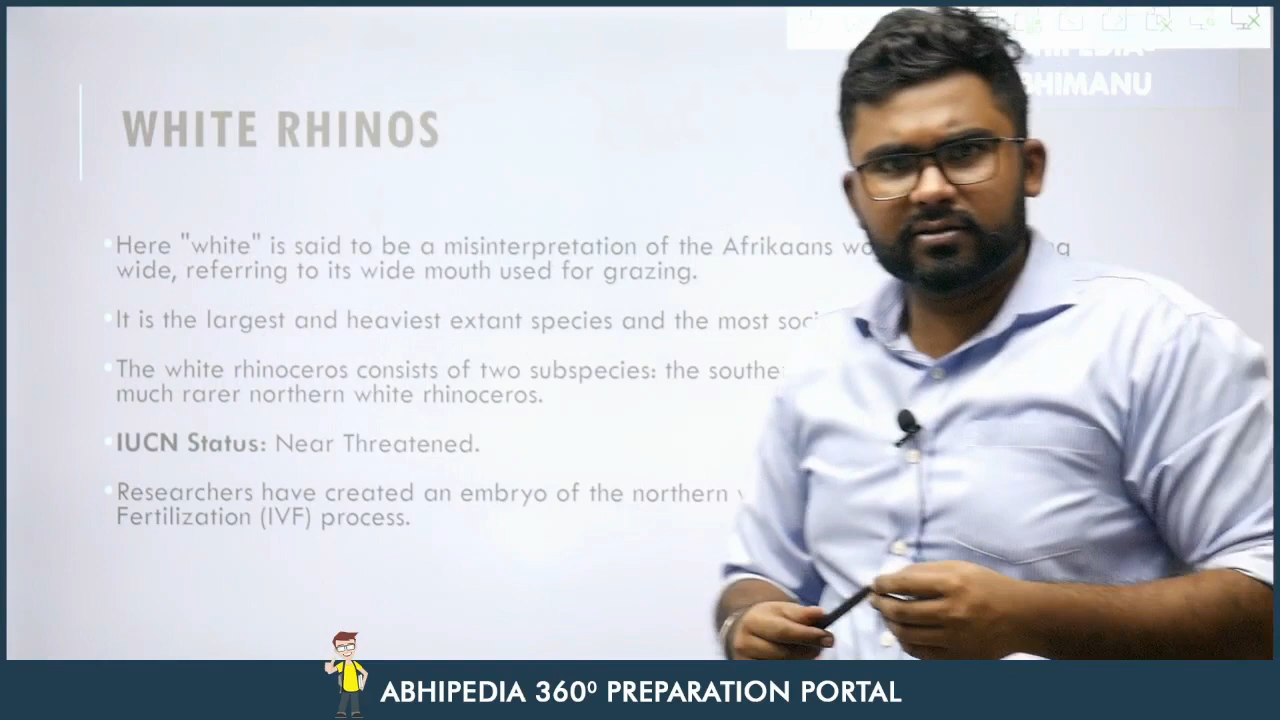 BHIMANU
WHITE RHINOS
Here "white" is said to be a misinterpretation of the Afrikaans
wide, referring to its wide mouth used for grazing.
It is the largest and heaviest extant species and the most
The white rhinoceros consists of two subspecies: the
much rarer northern white rhinoceros.
IUCN Status: Near Threatened.
Researchers have created an embryo of the northern
Fertilization (IVF) process.
ABHIPEDIA 360⁰ PREPARATION PORTAL